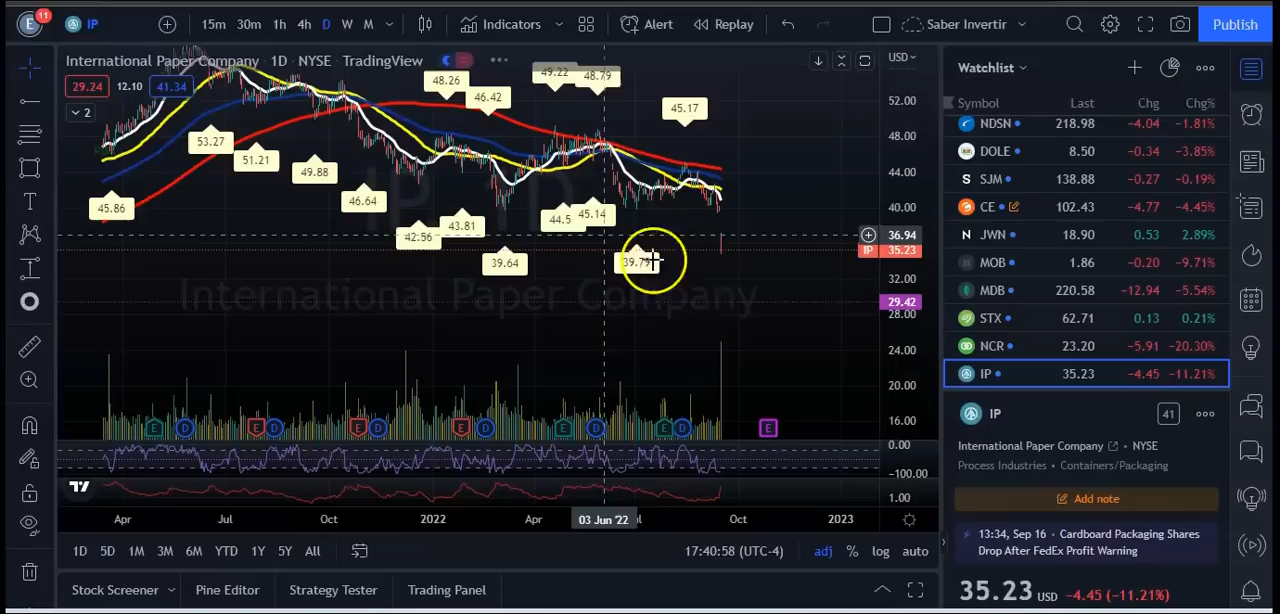 E 11 IP 15m 30m 1h 4h D W M Indicators Alert Replay Saber Invertir Publish
International Paper Company · 1D · NYSE TradingView
29.24 12.10 41.34
2
USD
52.00
48.00
44.00
40.00
36.94
IP 35.23
32.00
29.42
28.00
24.00
20.00
16.00
0.00
-100.00
1.00
48.26
46.42
49.22
48.79
45.17
53.27
51.21
49.88
46.64
45.86
42.56
43.81
44.5
45.14
39.64
39.79
International Paper Company
E D E D E D E D E D E D E
Apr Jul Oct 2022 Apr 03 Jun '22 Oct 2023
1D 5D 1M 3M 6M YTD 1Y 5Y All 17:40:58 (UTC-4) adj % log auto
Stock Screener Pine Editor Strategy Tester Trading Panel
Watchlist
Symbol Last Chg Chg%
NDSN 218.98 -4.04 -1.81%
DOLE 8.50 -0.34 -3.85%
SJM 138.88 -0.27 -0.19%
CE 102.43 -4.77 -4.45%
JWN 19.90 0.53 2.89%
MOB 1.86 -0.20 -9.71%
MDB 220.58 -12.94 -5.54%
STX 62.71 0.13 0.21%
NCR 23.20 -5.91 -20.30%
IP 35.23 -4.45 -11.21%
IP 41
International Paper Company · NYSE
Process Industries · Containers/Packaging
Add note
13:34, Sep 16 · Cardboard Packaging Shares
Drop After FedEx Profit Warning
35.23 USD -4.45 (-11.21%)